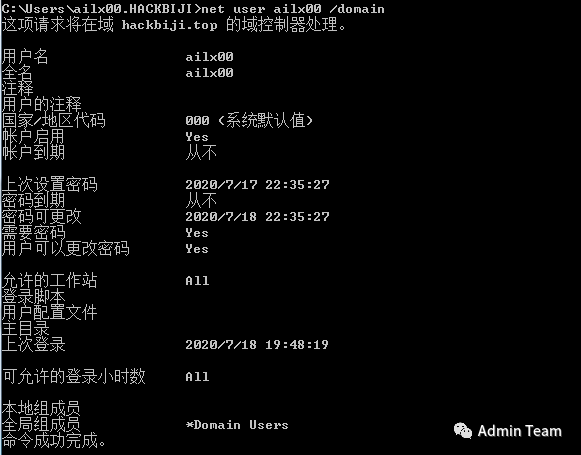 C:\Users\ailx00.HACKBIJI>net user ailx00 /domain
这项请求将在域 hackbiji.top 的域控制器处理。
用户名 ailx00
全名 ailx00
注释
用户的注释
国家/地区代码 000 (系统默认值)
帐户启用 Yes
帐户到期 从不
上次设置密码 2020/7/17 22:35:27
密码到期 从不
密码可更改 2020/7/18 22:35:27
需要密码 Yes
用户可以更改密码 Yes
允许的工作站 All
登录脚本
用户配置文件
主目录
上次登录 2020/7/18 19:48:19
可允许的登录小时数 All
本地组成员
全局组成员 *Domain Users
命令成功完成。
Admin Team